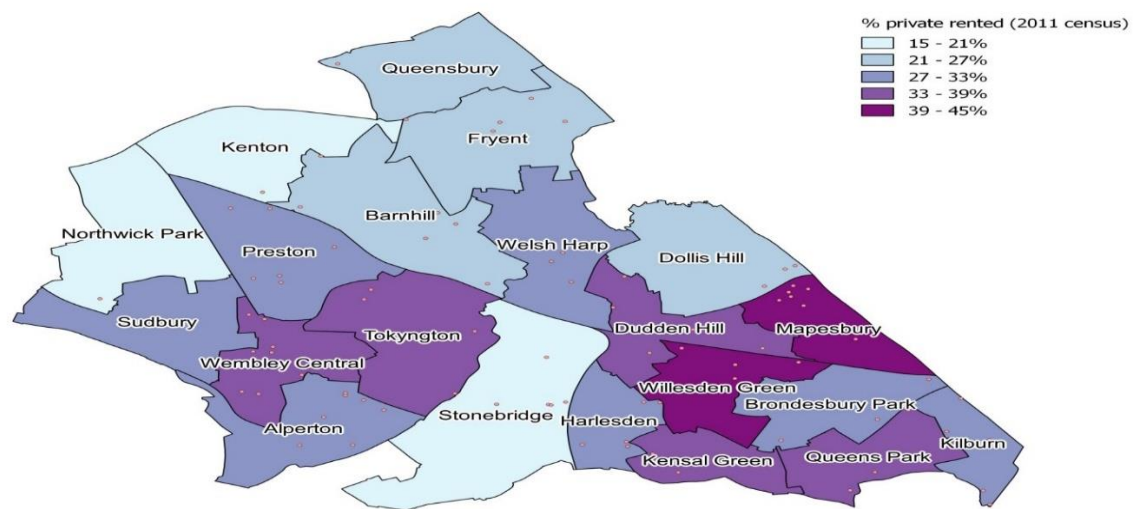 % private rented (2011 census)
15 - 21%
21 - 27%
27 - 33%
33 - 39%
39 - 45%
Queensbury
Fryent
Kenton
Barnhill
Northwick Park
Preston
Welsh Harp
Dollis Hill
Sudbury
Tokyngton
Dudden Hill
Mapesbury
Wembley Central
Willesden Green
Brondesbury Park
Stonebridge
Harlesden
Alperton
Kilburn
Kensal Green
Queens Park